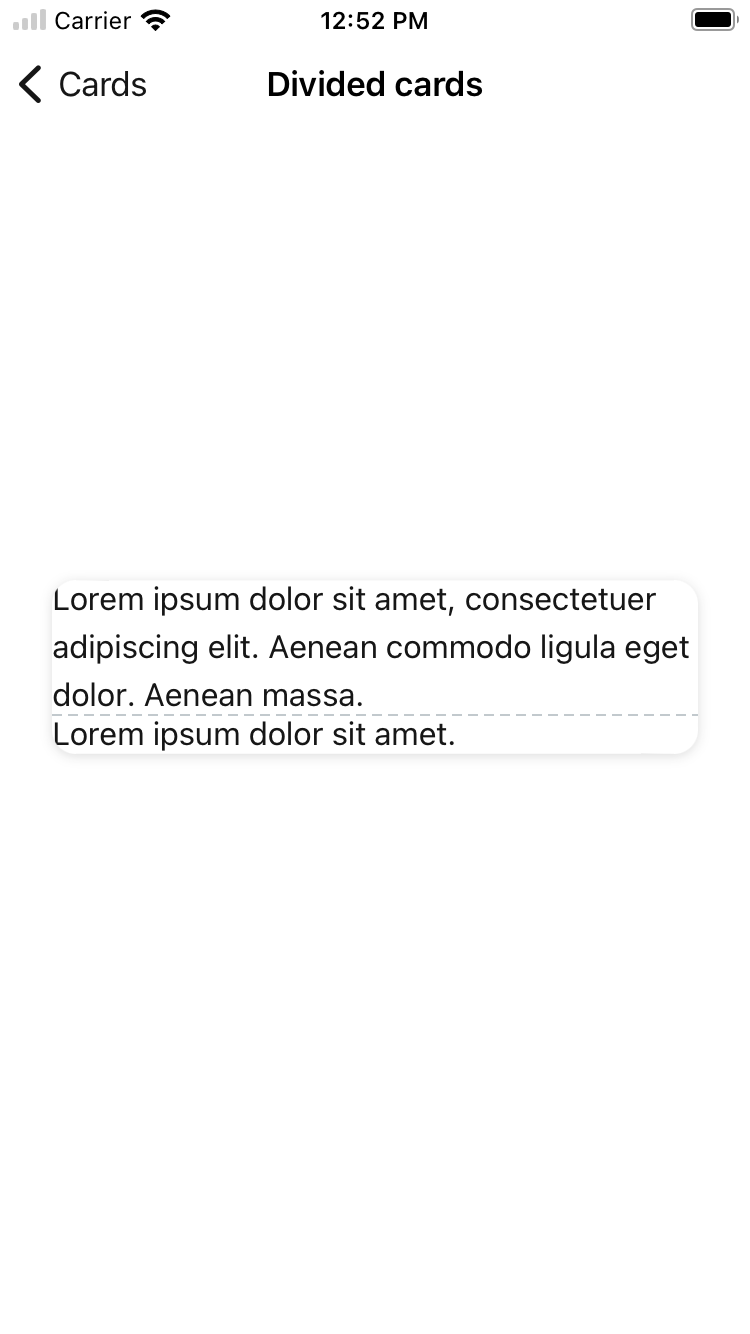 Carrier 12:52 PM
Cards Divided cards
Lorem ipsum dolor sit amet, consectetuer
adipiscing elit. Aenean commodo ligula eget
dolor. Aenean massa.
Lorem ipsum dolor sit amet.